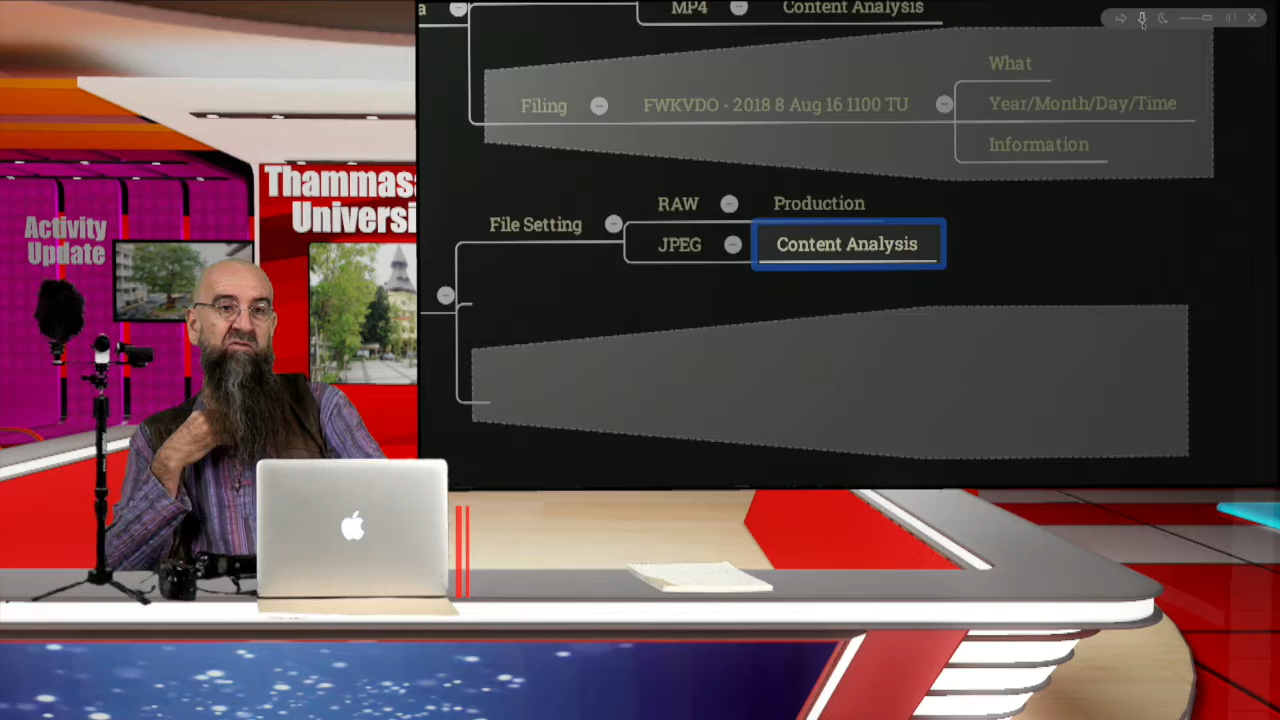 a
MP4
Content Analysis
What
Filing
FWKVDO - 2018 8 Aug 16 1100 TU
Year/Month/Day/Time
Information
RAW
Production
File Setting
JPEG
Content Analysis
Thammasa
Universi
Activity
Update